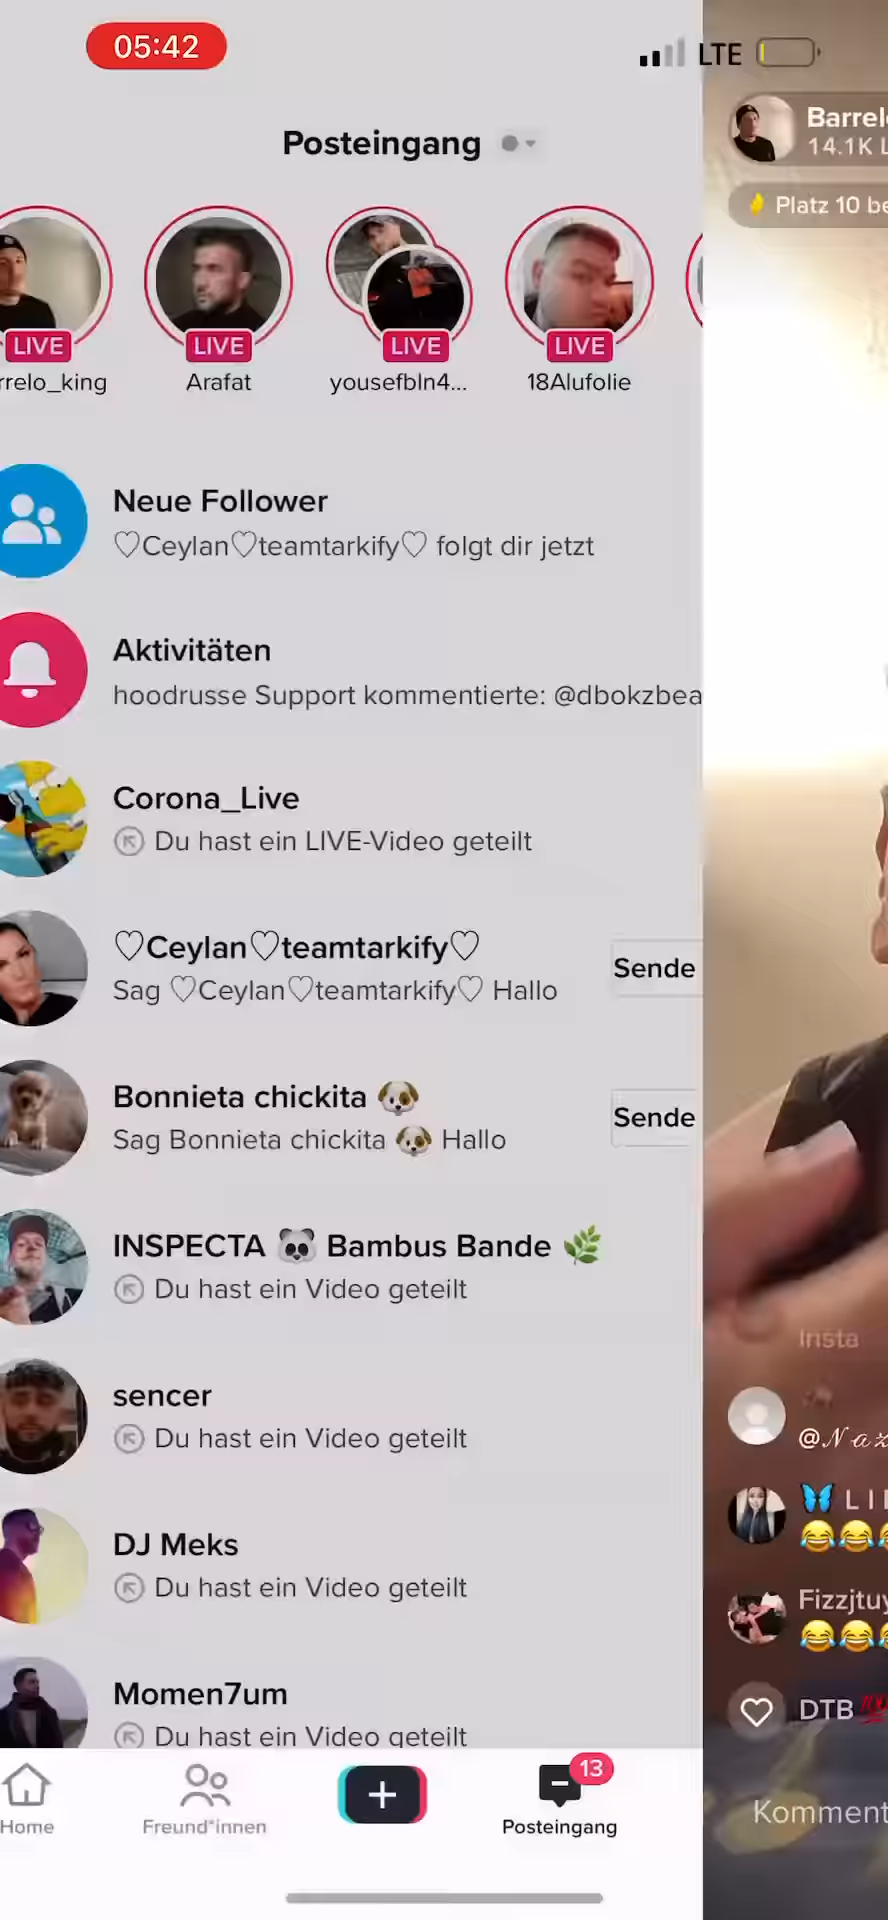 05:42
LTE
Posteingang
LIVE
LIVE
LIVE
LIVE
rrelo_king
Arafat
yousefbln4...
18Alufolie
Neue Follower
♡Ceylan♡teamtarkify♡ folgt dir jetzt
Aktivitäten
hoodrusse Support kommentierte: @dbokzbea
Corona_Live
Du hast ein LIVE-Video geteilt
♡Ceylan♡teamtarkify♡
Sag ♡Ceylan♡teamtarkify♡ Hallo
Sende
Bonnieta chickita 🐶
Sag Bonnieta chickita 🐶 Hallo
Sende
INSPECTA 🐼 Bambus Bande 🌿
Du hast ein Video geteilt
sencer
Du hast ein Video geteilt
DJ Meks
Du hast ein Video geteilt
Momen7um
Du hast ein Video geteilt
Home
Freund*innen
13
Posteingang
Barrel
14.1K L
Platz 10 be
Insta
@𝒩𝒶𝓏
🦋 L I
😂😂
Fizzjtuy
😂😂
DTB 💯
Komment